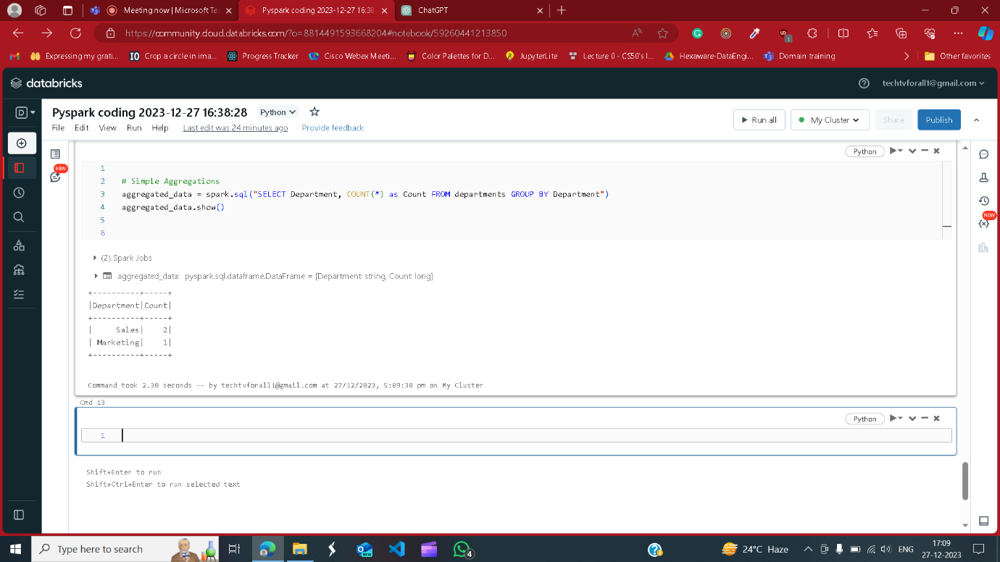 Meeting now | Microsoft Tea
Pyspark coding 2023-12-27 16:38
ChatGPT
https://community.cloud.databricks.com/?o=8814491593668204#notebook/59260441213850
1
Expressing my grati...
Crop a circle in ima...
Progress Tracker
Cisco Webex Meeti...
Color Palettes for D...
JupyterLite
Lecture 0 - CS50's I...
Hexaware-DataEngi...
Domain training
Other favorites
databricks
techtvforall1@gmail.com
D
Pyspark coding 2023-12-27 16:38:28
Python
File Edit View Run Help Last edit was 24 minutes ago Provide feedback
Run all
My Cluster
Share
Publish
NEW
NEW
Python
1
2 # Simple Aggregations
3 aggregated_data = spark.sql("SELECT Department, COUNT(*) as Count FROM departments GROUP BY Department")
4 aggregated_data.show()
5
6
(2) Spark Jobs
aggregated_data: pyspark.sql.dataframe.DataFrame = [Department: string, Count: long]
+----------+-----+
|Department|Count|
+----------+-----+
|     Sales|    2|
| Marketing|    1|
+----------+-----+
Command took 2.38 seconds -- by techtvforall1@gmail.com at 27/12/2023, 5:09:38 pm on My Cluster
Cmd 13
Python
1
Shift+Enter to run
Shift+Ctrl+Enter to run selected text
Type here to search
4
24°C Haze
ENG
17:09
27-12-2023